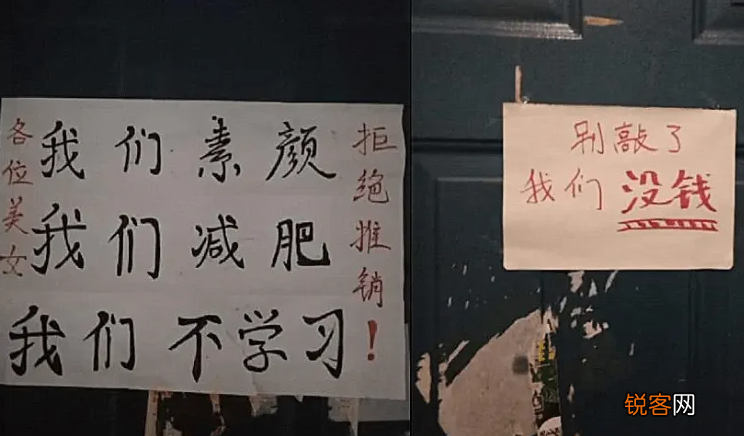 各位美女
我们素颜
我们减肥
我们不学习
拒绝推销！
别敲了
我们没钱
锐客网